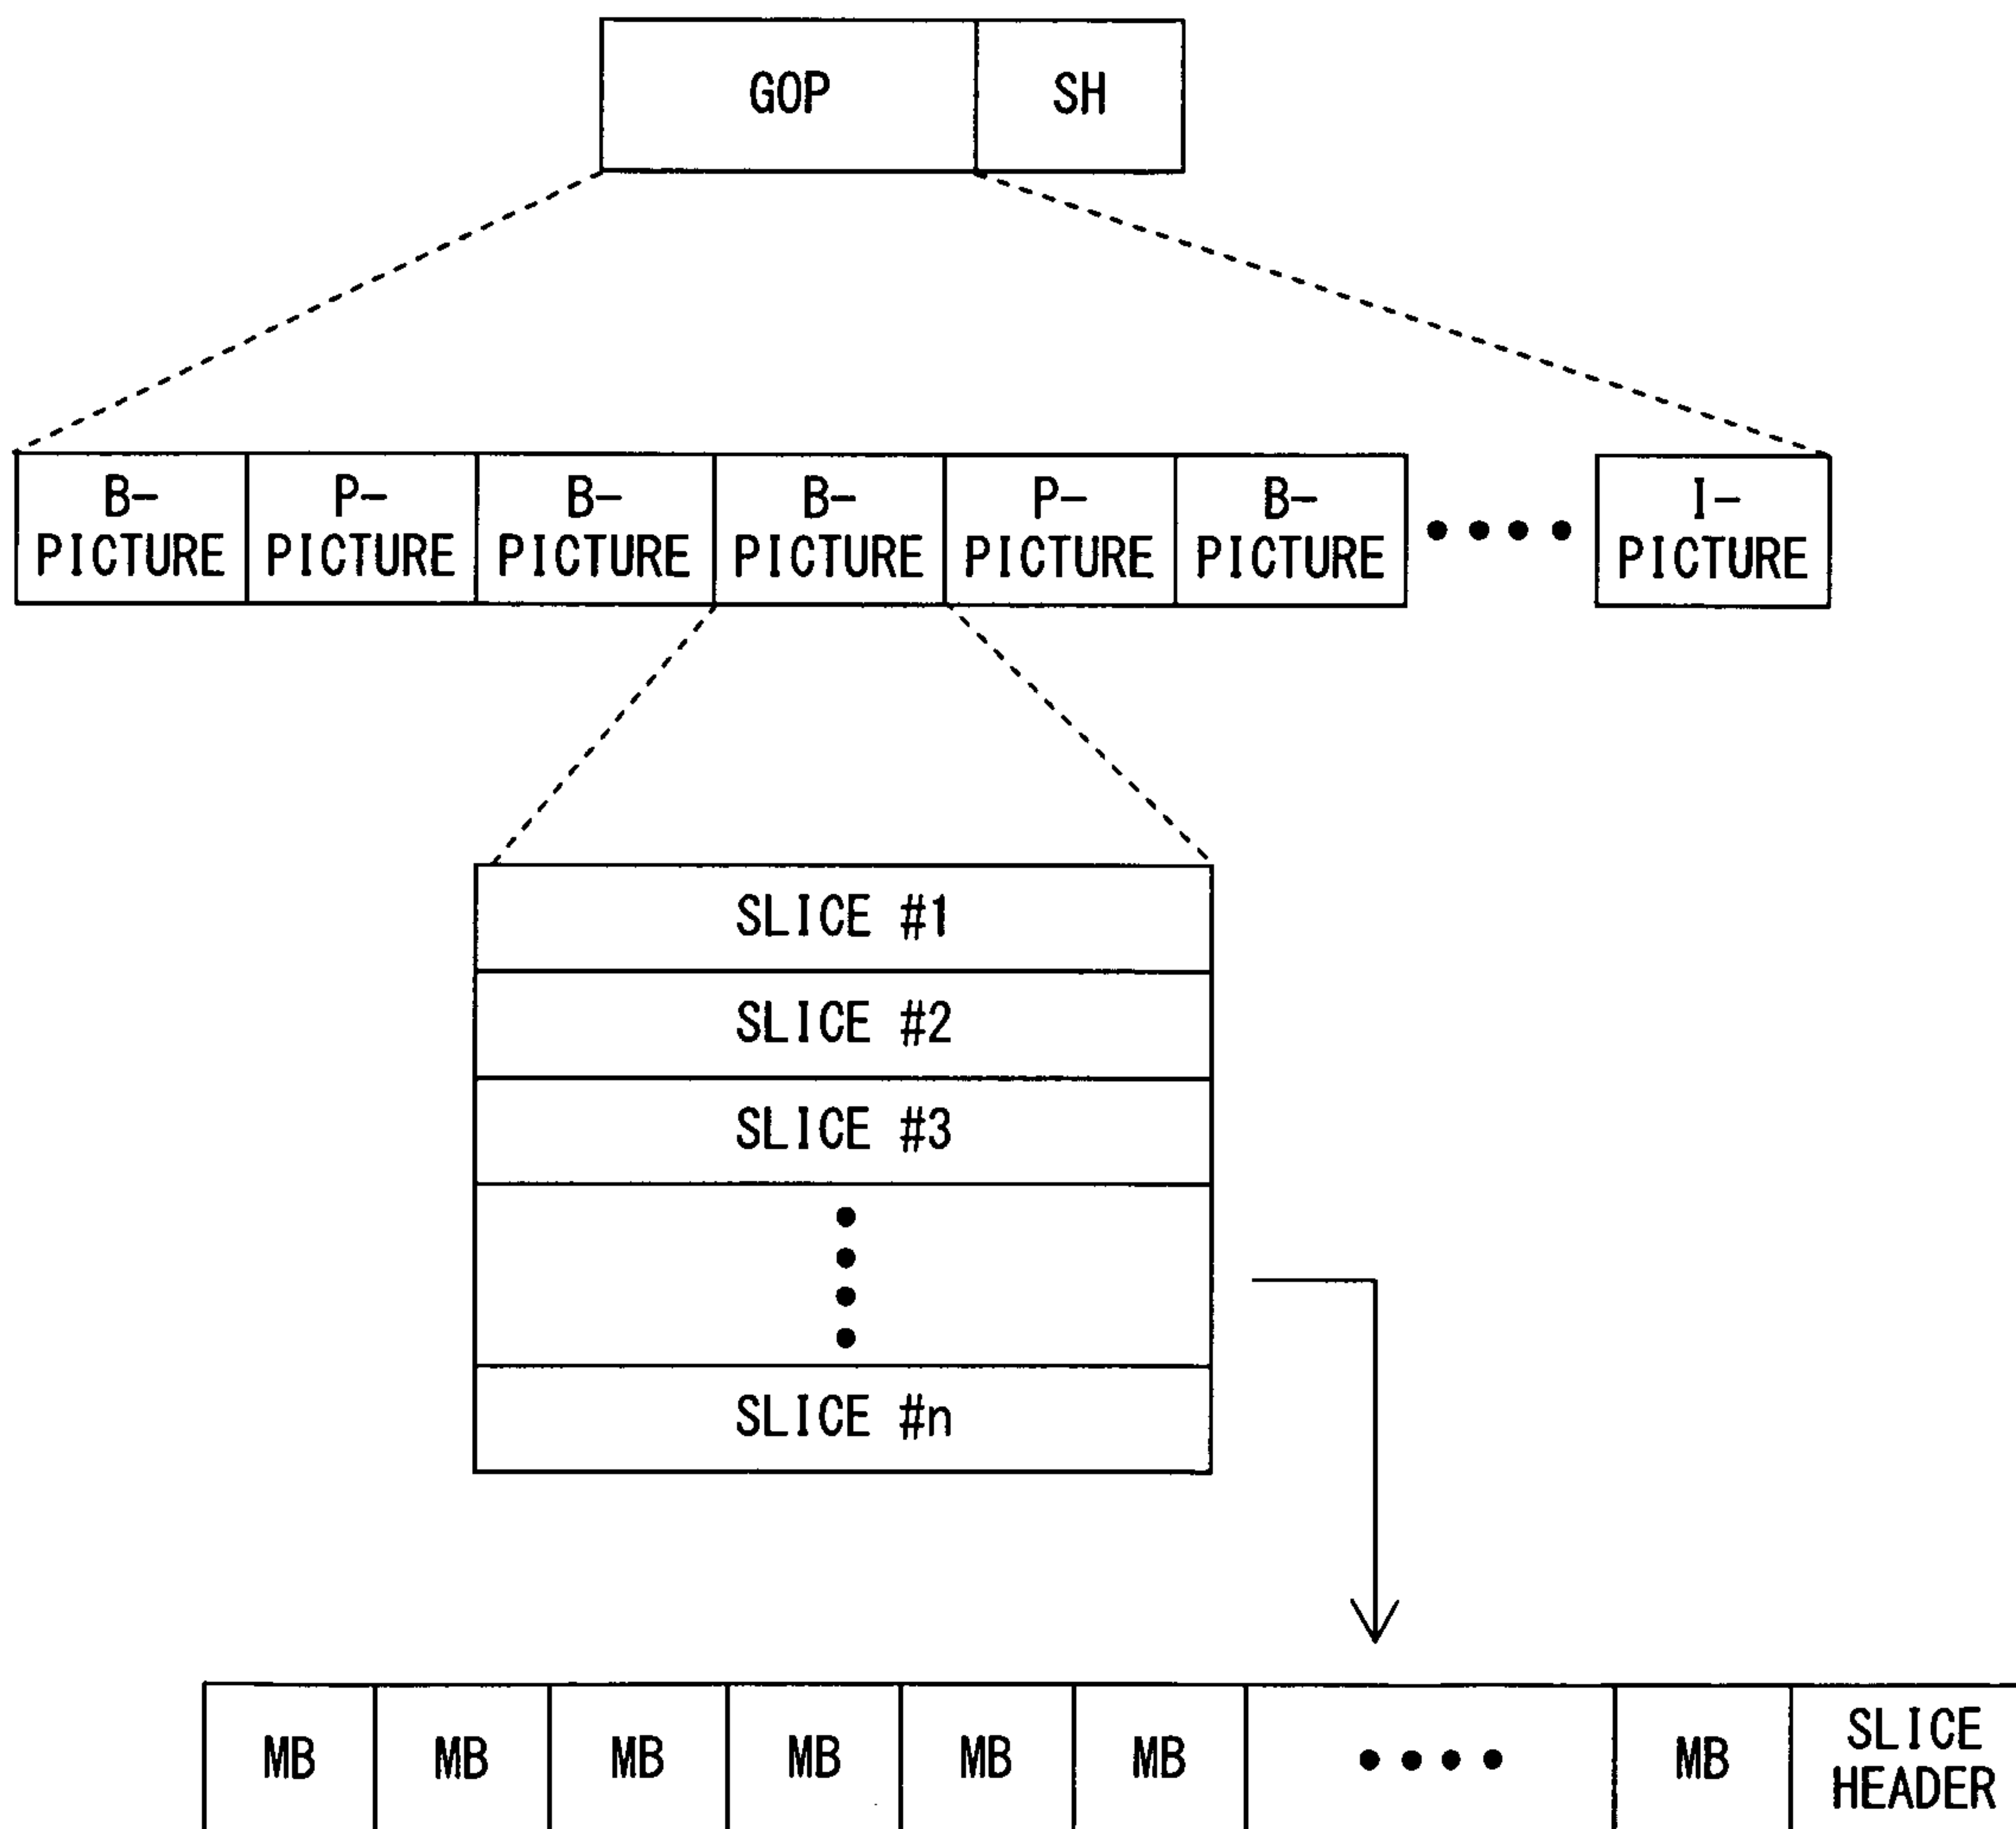 GOP SH
B- P- B- B- P- B- I-
PICTURE PICTURE PICTURE PICTURE PICTURE PICTURE •••• PICTURE
SLICE #1
SLICE #2
SLICE #3
SLICE #n
MB MB MB MB MB MB •••• MB SLICE
HEADER